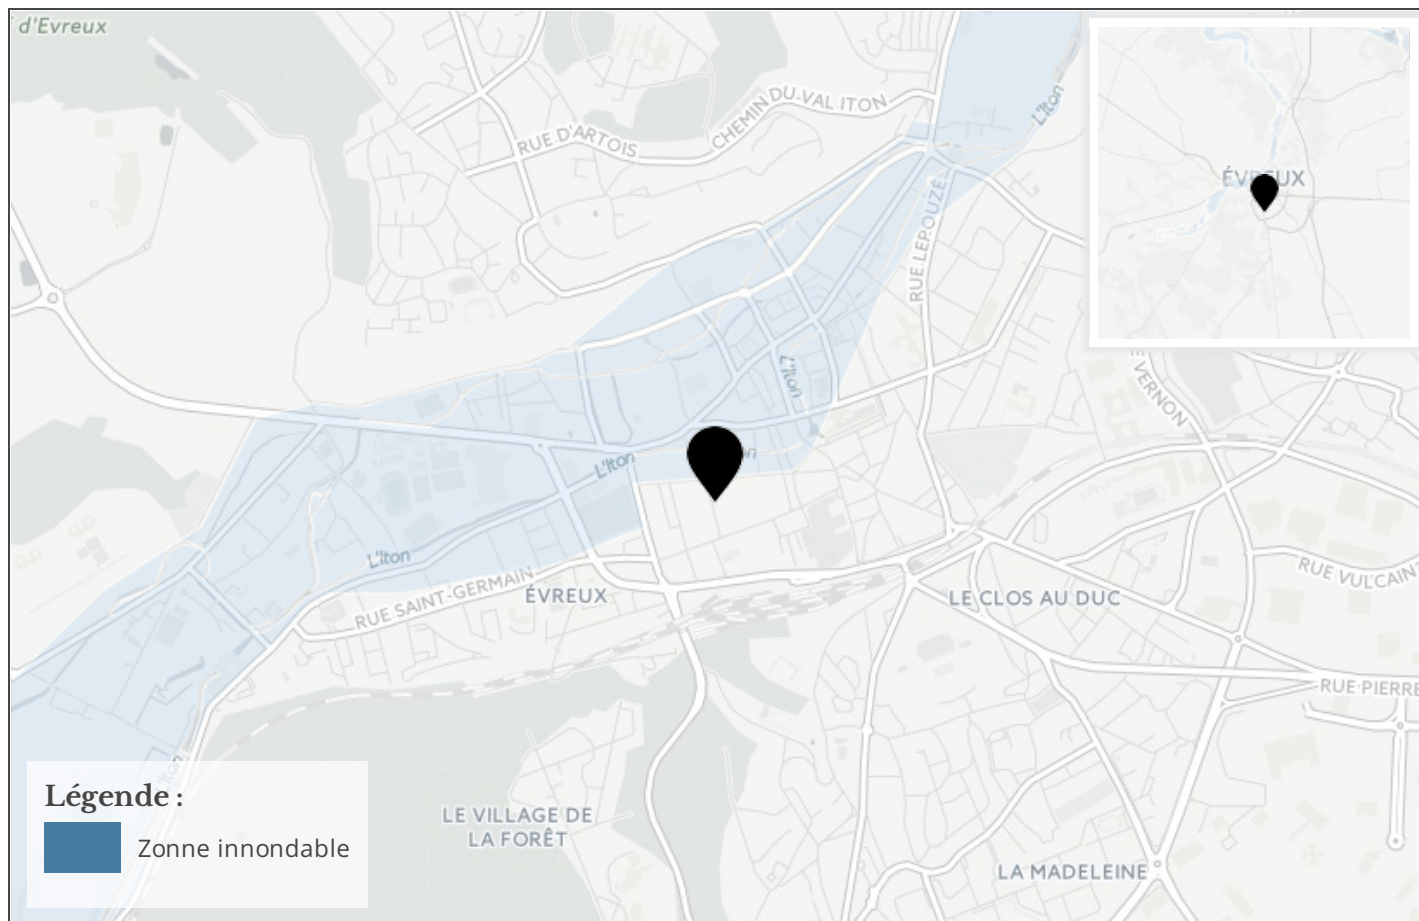 d'Evreux
CHEMIN DU VAL ITON
L'Iton
RUE D'ARTOIS
ÉVREUX
RUE LEPOUZÉ
L'Iton
E VERNON
L'Iton
L'Iton
RUE SAINT-GERMAIN
ÉVREUX
LE CLOS AU DUC
RUE VULCAIN
RUE PIERRE
Légende :
Zonne innondable
LE VILLAGE DE
LA FORÊT
LA MADELEINE